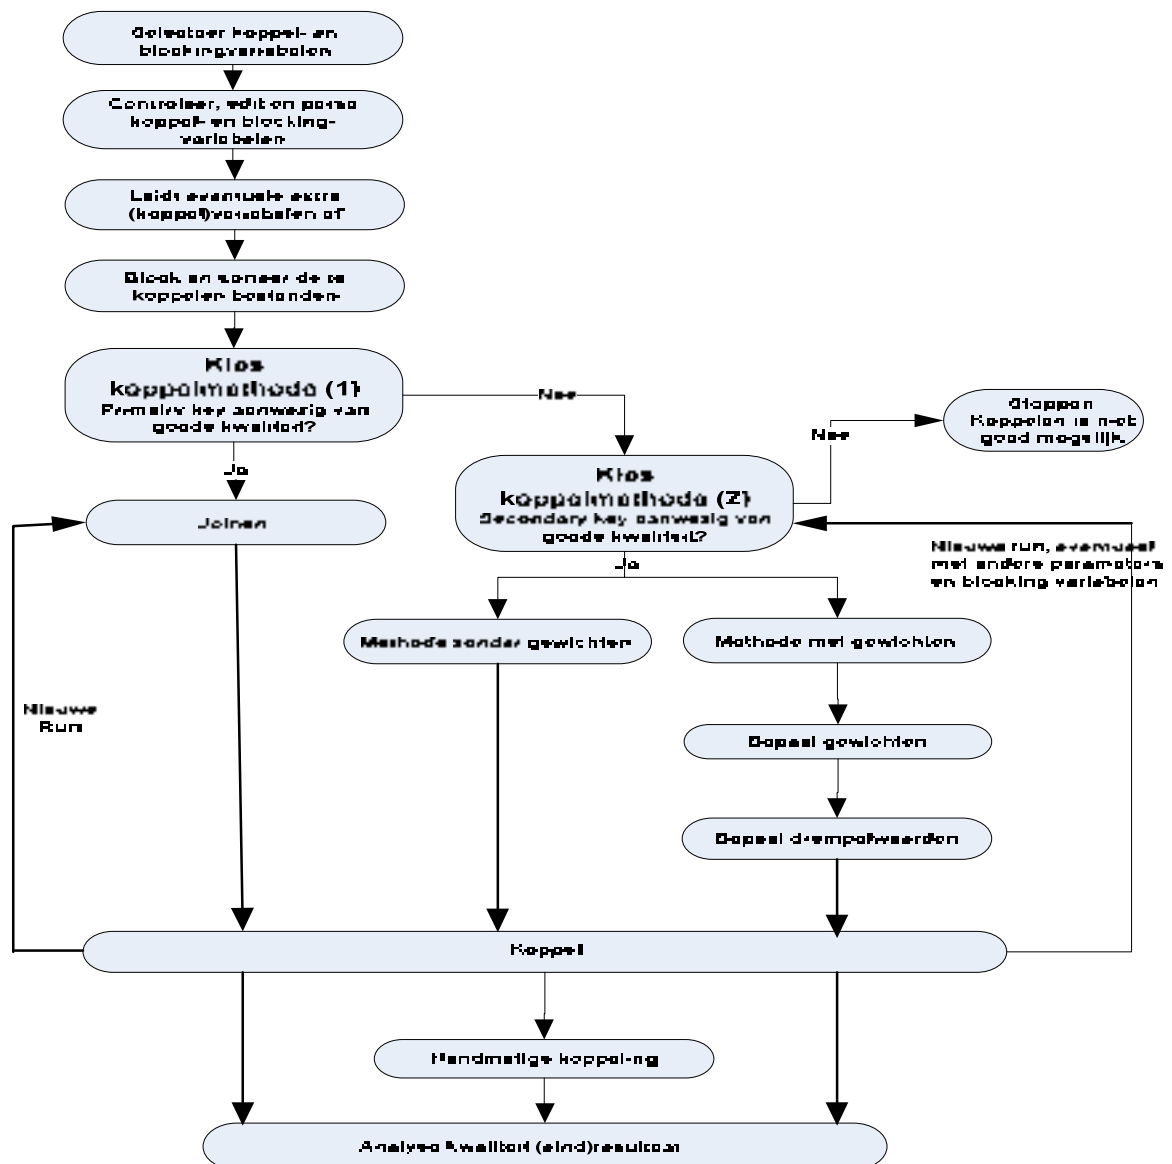 Selecteer koppel- en
blockingvariabelen
Controleer, edit en parse
koppel- en blocking-
variabelen
Leidt eventuele extra
(koppel)variabelen af
Block en sorteer de te
koppelen bestanden
Kies
koppelmethode (1)
Primaire key aanwezig van
goede kwaliteit?
Nee
Stoppen
Koppelen is niet
goed mogelijk
Nee
Ja
Kies
koppelmethode (2)
Secondary key aanwezig van
goede kwaliteit?
Joinen
Nieuwe run, eventueel
met andere parameters
en blocking variabelen
Ja
Methode zonder gewichten
Methode met gewichten
Nieuwe
Run
Bepaal gewichten
Bepaal drempelwaarden
Koppel
Handmatige koppeling
Analyse kwaliteit (eind)resultaat